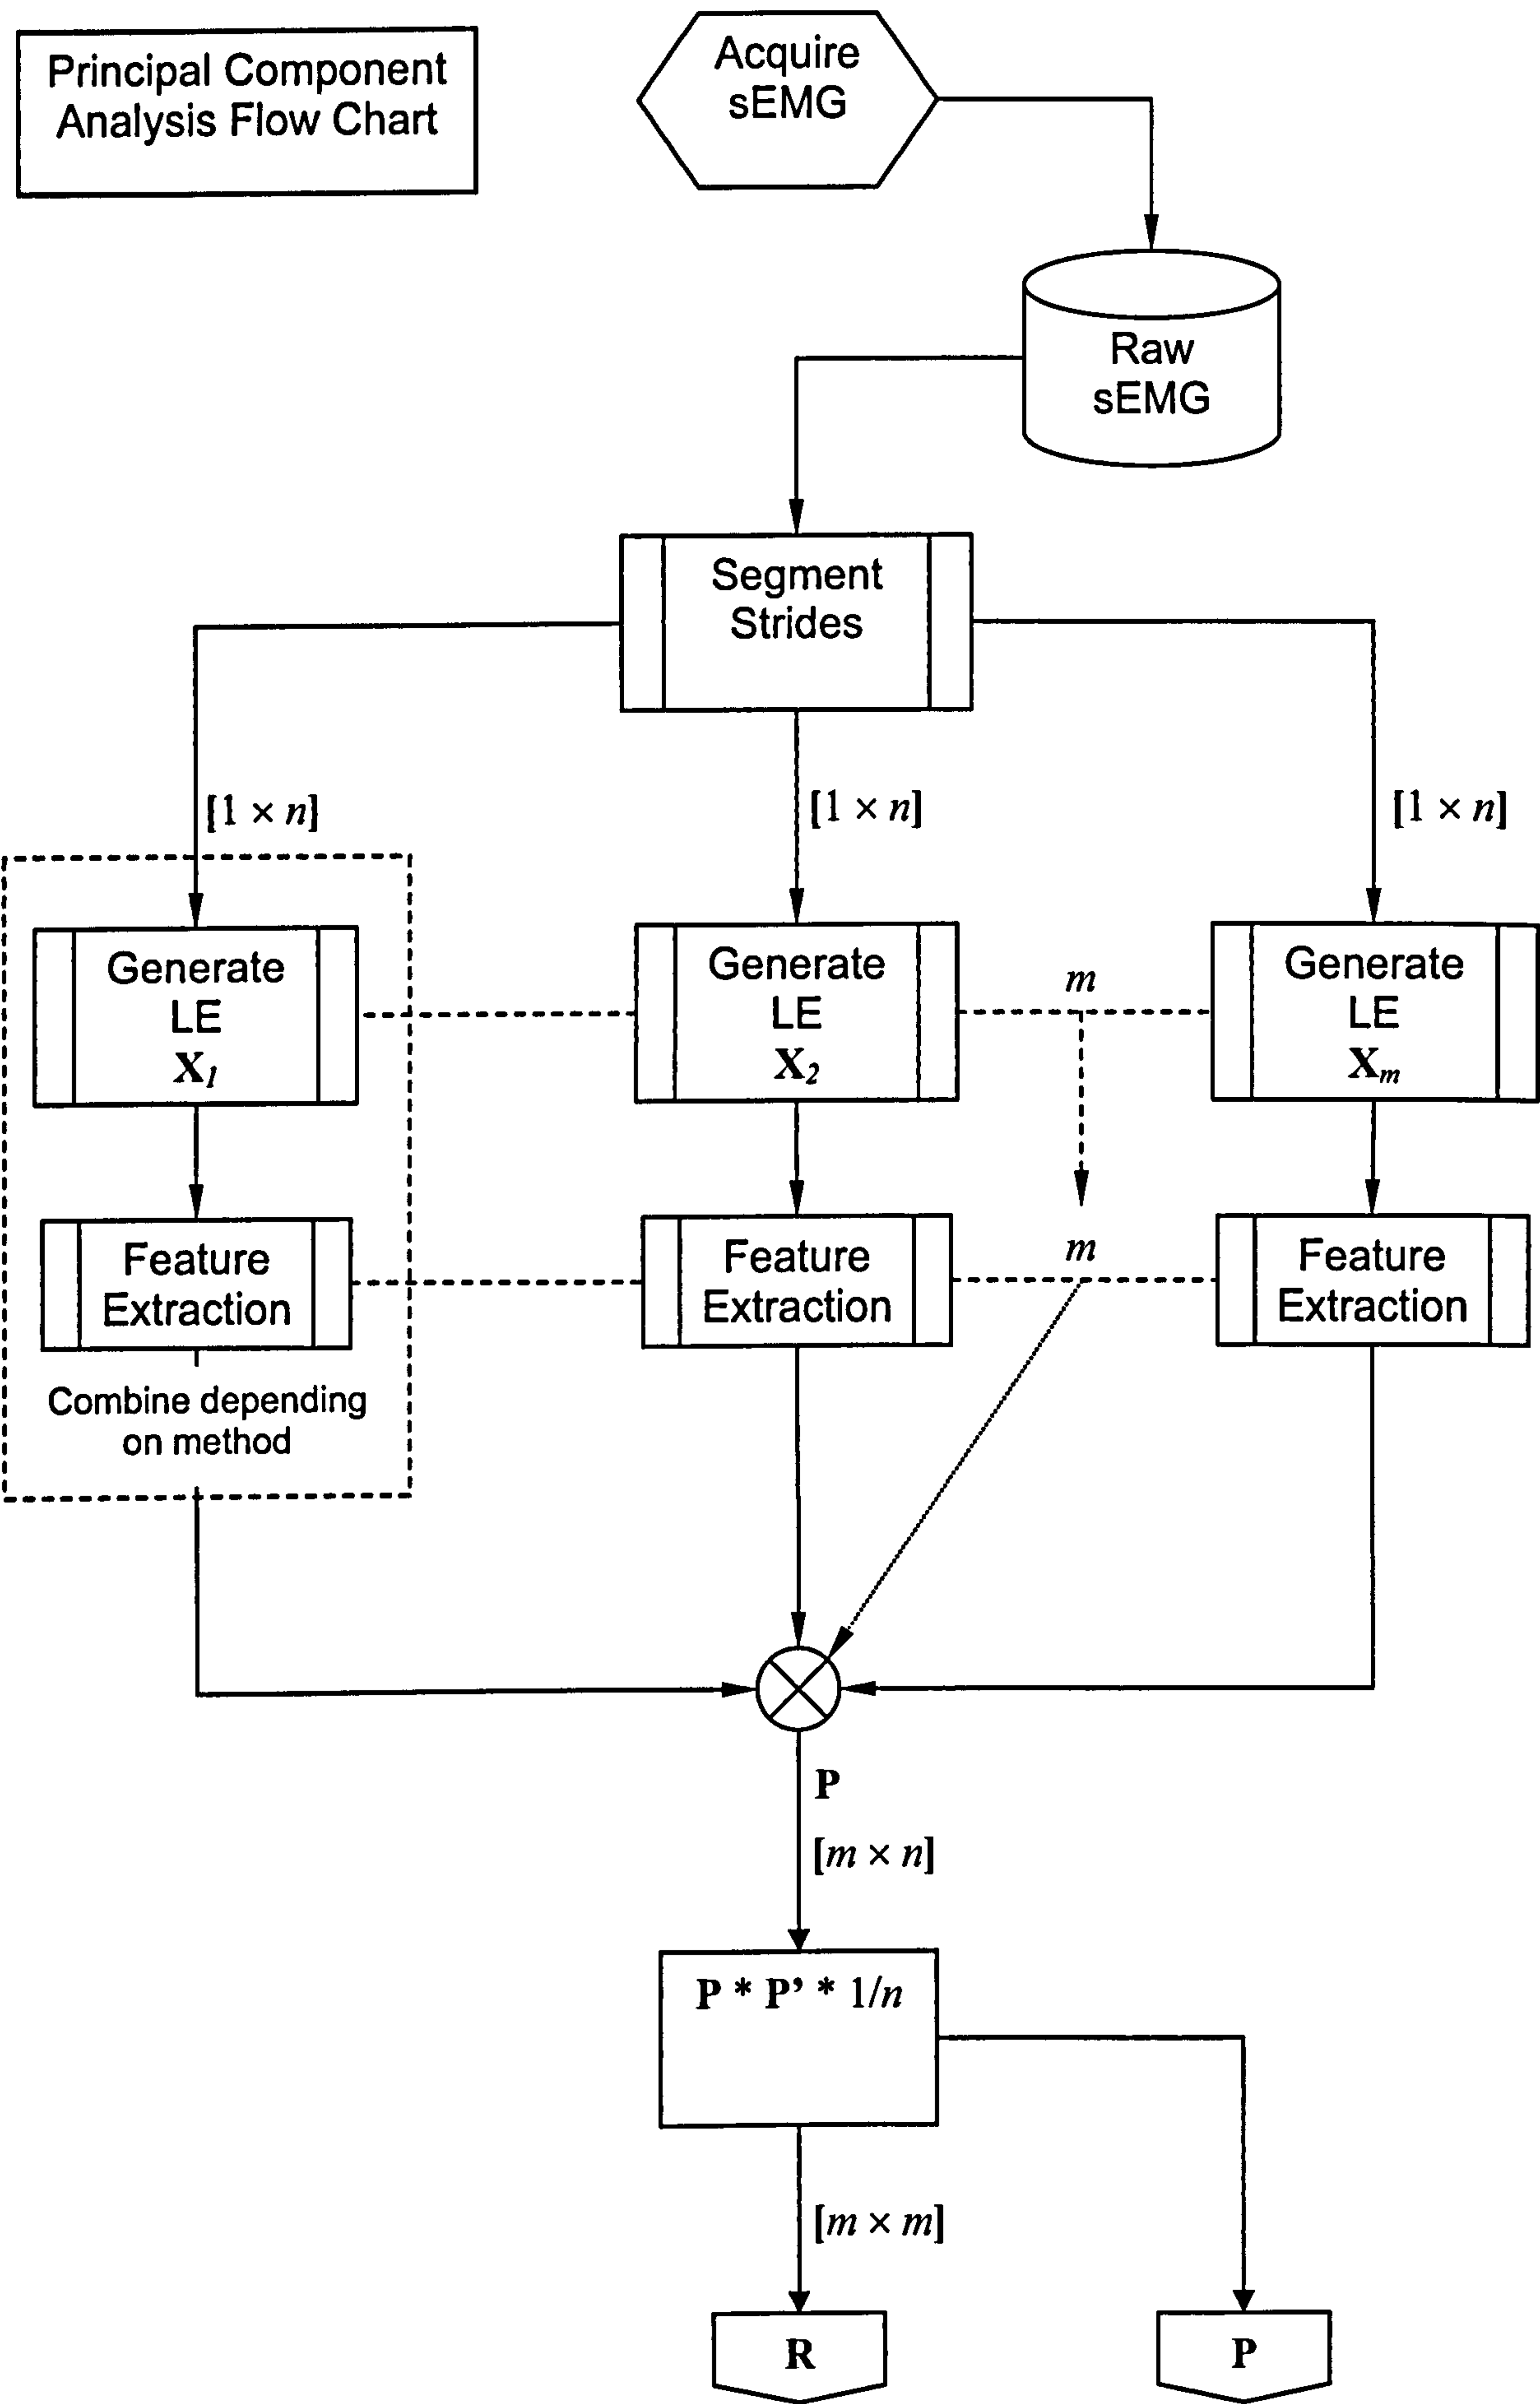 Principal Component
Analysis Flow Chart
Acquire
sEMG
Raw
sEMG
Segment
Strides
[1 × n]
[1 × n]
[1 × n]
Generate
LE
X1
Generate
LE
X2
m
Generate
LE
Xm
Feature
Extraction
Feature
Extraction
m
Feature
Extraction
Combine depending
on method
P
[m × n]
P * P’ * 1/n
[m × m]
R
P